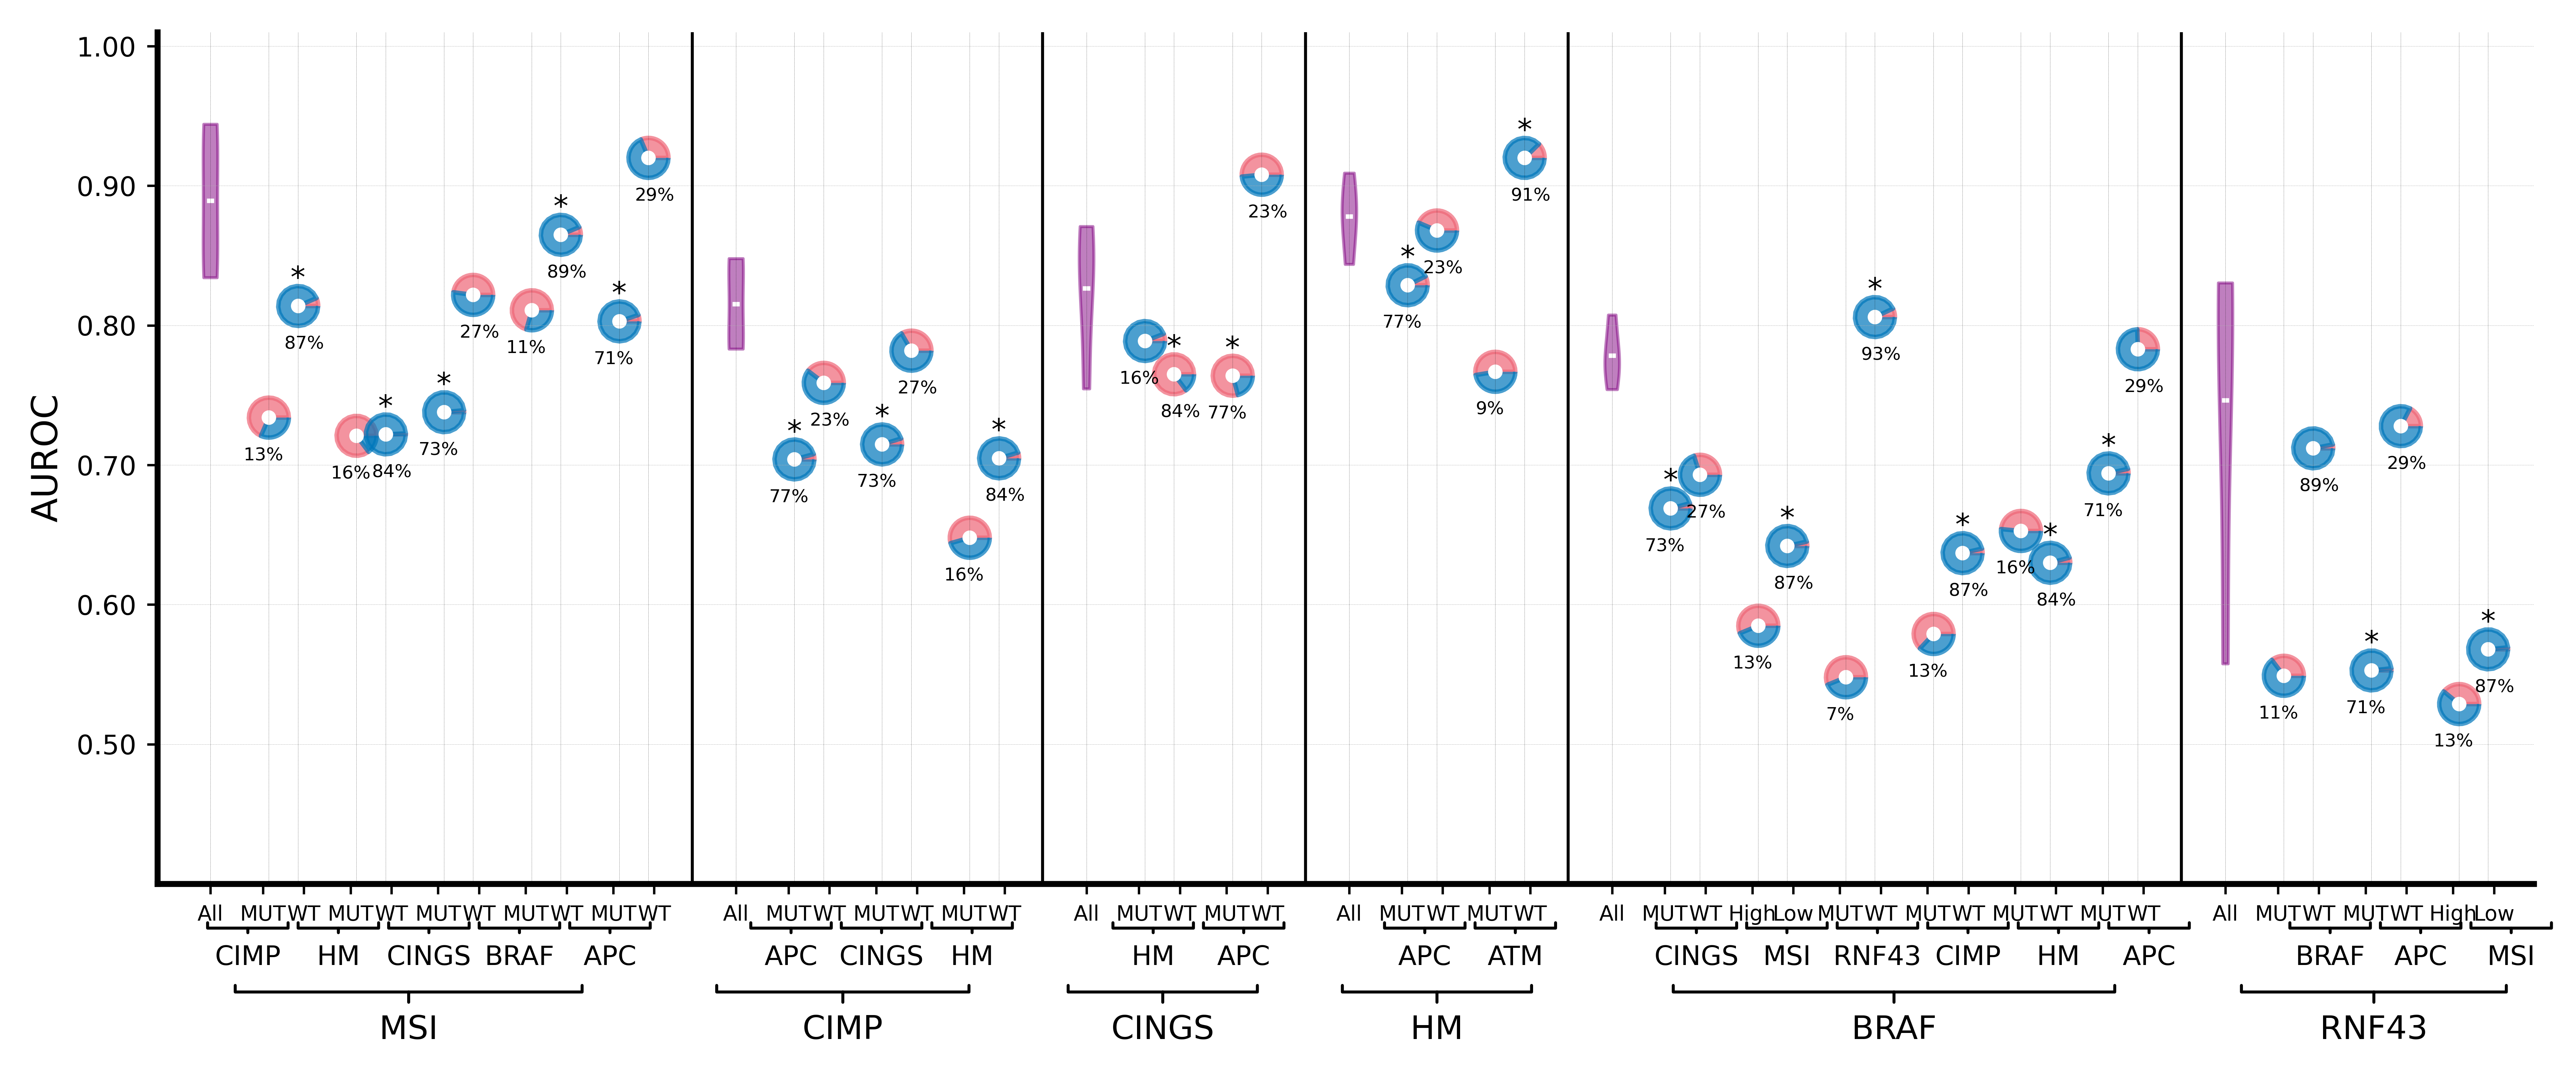 AUROC
1.00
0.90
0.80
0.70
0.60
0.50
* * * * * *
13% 87% 16% 84% 73% 27% 11% 89% 71% 29%
77% 23% 73% 27% 16% 84%
16% 84% 77% 23%
77% 23% 9% 91%
73% 27% 13% 87% 7% 93% 13% 87% 16% 84% 71% 29%
11% 89% 71% 29% 13% 87%
All MUT WT MUT WT MUT WT MUT WT MUT WT All MUT WT MUT WT MUT WT All MUT WT MUT WT All MUT WT MUT WT All MUT WT High Low MUT WT MUT WT MUT WT MUT WT All MUT WT MUT WT High Low
CIMP HM CINGS BRAF APC APC CINGS HM HM APC APC ATM CINGS MSI RNF43 CIMP HM APC BRAF APC MSI
MSI CIMP CINGS HM BRAF RNF43